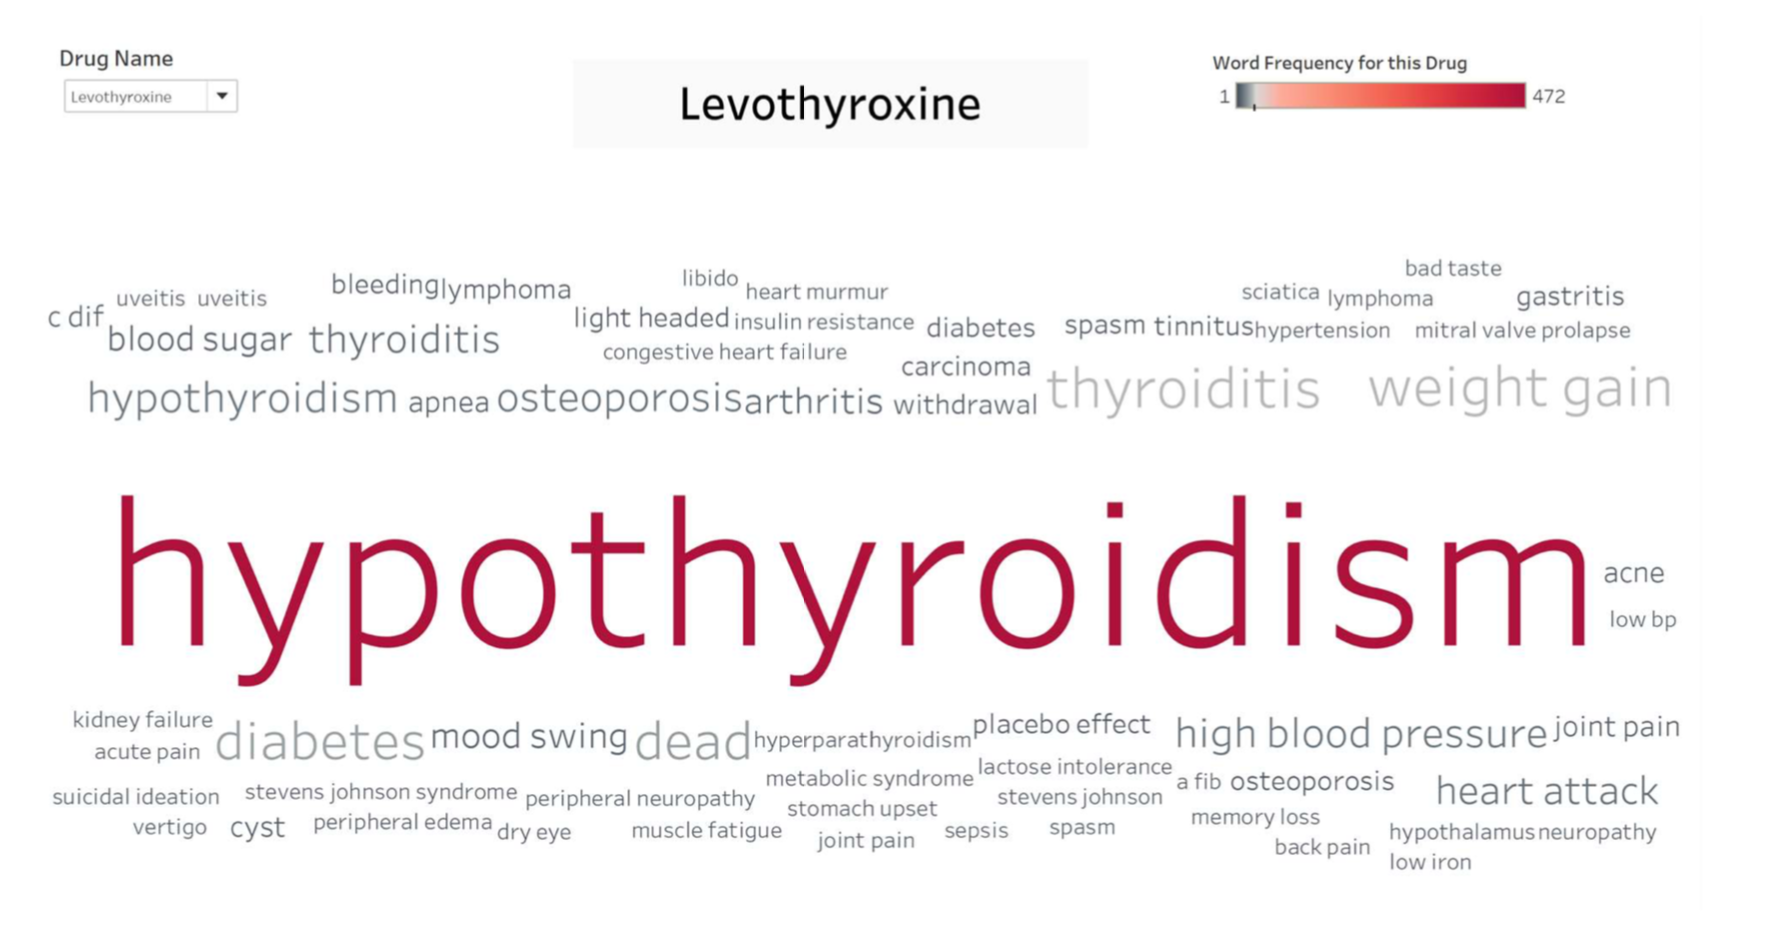 Drug Name
Levothyroxine
Levothyroxine
Word Frequency for this Drug
1 472
bad taste
libido
bleeding lymphoma heart murmur sciatica lymphoma gastritis
uveitis uveitis
c dif light headed insulin resistance diabetes spasm tinnitus hypertension mitral valve prolapse
blood sugar thyroiditis
congestive heart failure
carcinoma
hypothyroidism apnea osteoporosis arthritis withdrawal thyroiditis weight gain
hypothyroidism
acne
low bp
kidney failure
acute pain
diabetes mood swing dead hyperparathyroidism placebo effect high blood pressure joint pain
metabolic syndrome lactose intolerance a fib osteoporosis heart attack
suicidal ideation stevens johnson syndrome peripheral neuropathy stevens johnson
stomach upset memory loss
vertigo cyst peripheral edema dry eye muscle fatigue sepsis spasm hypothalamus neuropathy
joint pain back pain
low iron